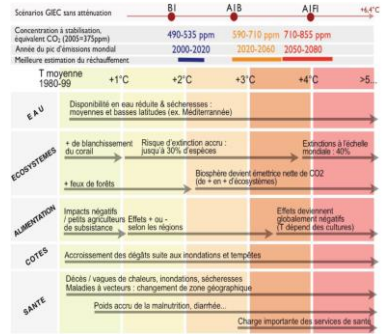 Scénarios GIEC sans atténuation
B1
A1B
A1FI
+6,4°C
Concentration à stabilisation,
équivalent CO2 (2005=375ppm)
490-535 ppm
590-710 ppm
710-855 ppm
Année du pic d'émissions mondial
2000-2020
2020-2060
2050-2080
Meilleure estimation du réchauffement
T moyenne
1980-99
+1°C
+2°C
+3°C
+4°C
>5...
EAU
Disponibilité en eau réduite & sécheresses :
moyennes et basses latitudes (ex. Méditerrannée)
ECOSYSTEMES
+ de blanchissement
du corail
Risque d'extinction accru :
jusqu'à 30% d'espèces
Extinctions à l'échelle
mondiale : 40%
+ feux de forêts
Biosphère devient émettrice nette de CO2
(de + en + d'écosystèmes)
ALIMENTATION
Impacts négatifs
/ petits agriculteurs
de subsistance
Effets + ou -
selon les régions
Effets deviennent
globalement négatifs
(T dépend des cultures)
COTES
Accroissement des dégâts suite aux inondations et tempêtes
SANTE
Décès / vagues de chaleurs, inondations, sécheresses
Maladies à vecteurs : changement de zone géographique
Poids accru de la malnutrition, diarrhée...
Charge importante des services de santé